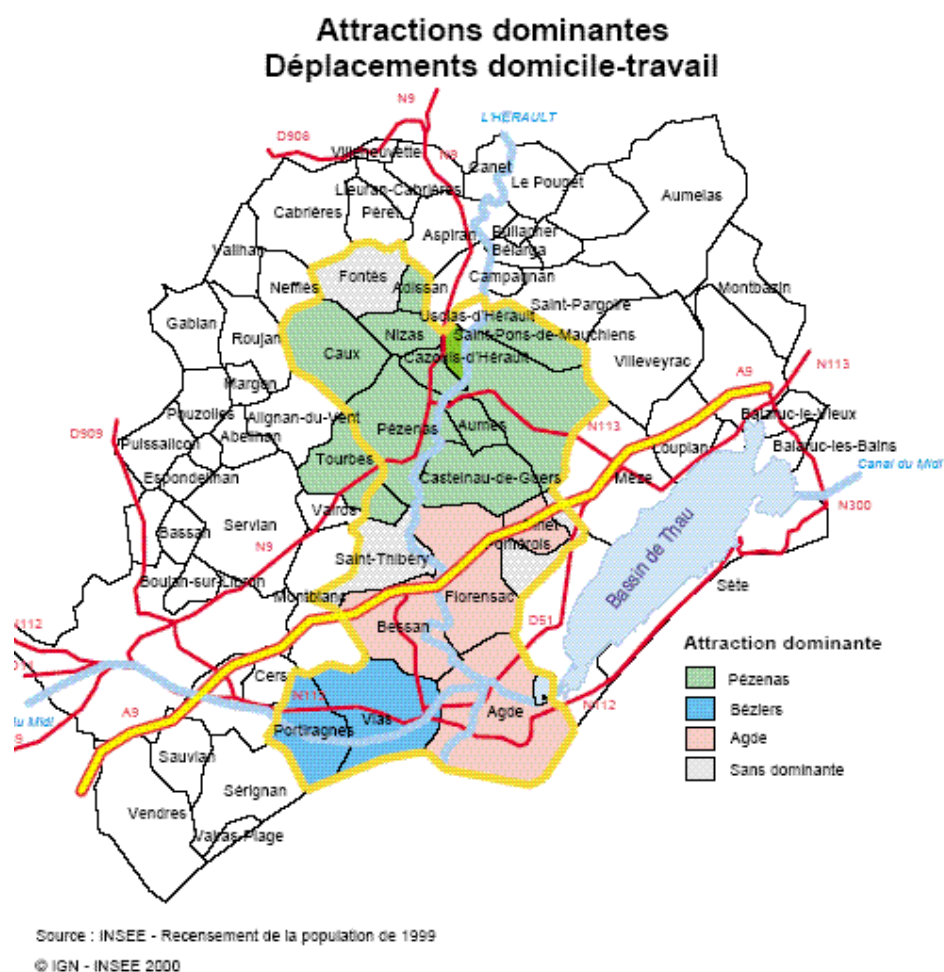 Attractions dominantes
Déplacements domicile-travail
N9
L'HERAULT
D908
Villeneuvette
N9
Canet
Le Pouget
Lieuran-Cabrières
Aumelas
Cabrières
Péret
Aspiran
Bélarga
Vailhan
Fontès
Campagnan
Neffiès
Adissan
Montbazin
Saint-Pargoire
Usclas-d'Hérault
Gabian
Nizas
Saint-Pons-de-Mauchiens
Roujan
Caux
Cazouls-d'Hérault
Villeveyrac
N113
A9
Margon
Pouzolles
Alignan-du-Vent
Balaruc-le-Vieux
D909
Puissalicon
Abeilhan
Pézenas
Aumes
N113
Loupian
Balaruc-les-Bains
Tourbes
Espondeilhan
Castelnau-de-Guers
Mèze
Canal du Midi
Valros
N300
Bassan
Servian
N9
Saint-Thibéry
Pomérols
Bassin de Thau
Montblanc
Florensac
Sète
N112
Bessan
D51
Attraction dominante
Cers
Pézenas
N113
Agde
N112
Béziers
du Midi
A9
Portiragnes
Vias
Agde
Sauvian
Sans dominante
Sérignan
Vendres
Valras-Plage
Source : INSEE - Recensement de la population de 1999
© IGN - INSEE 2000